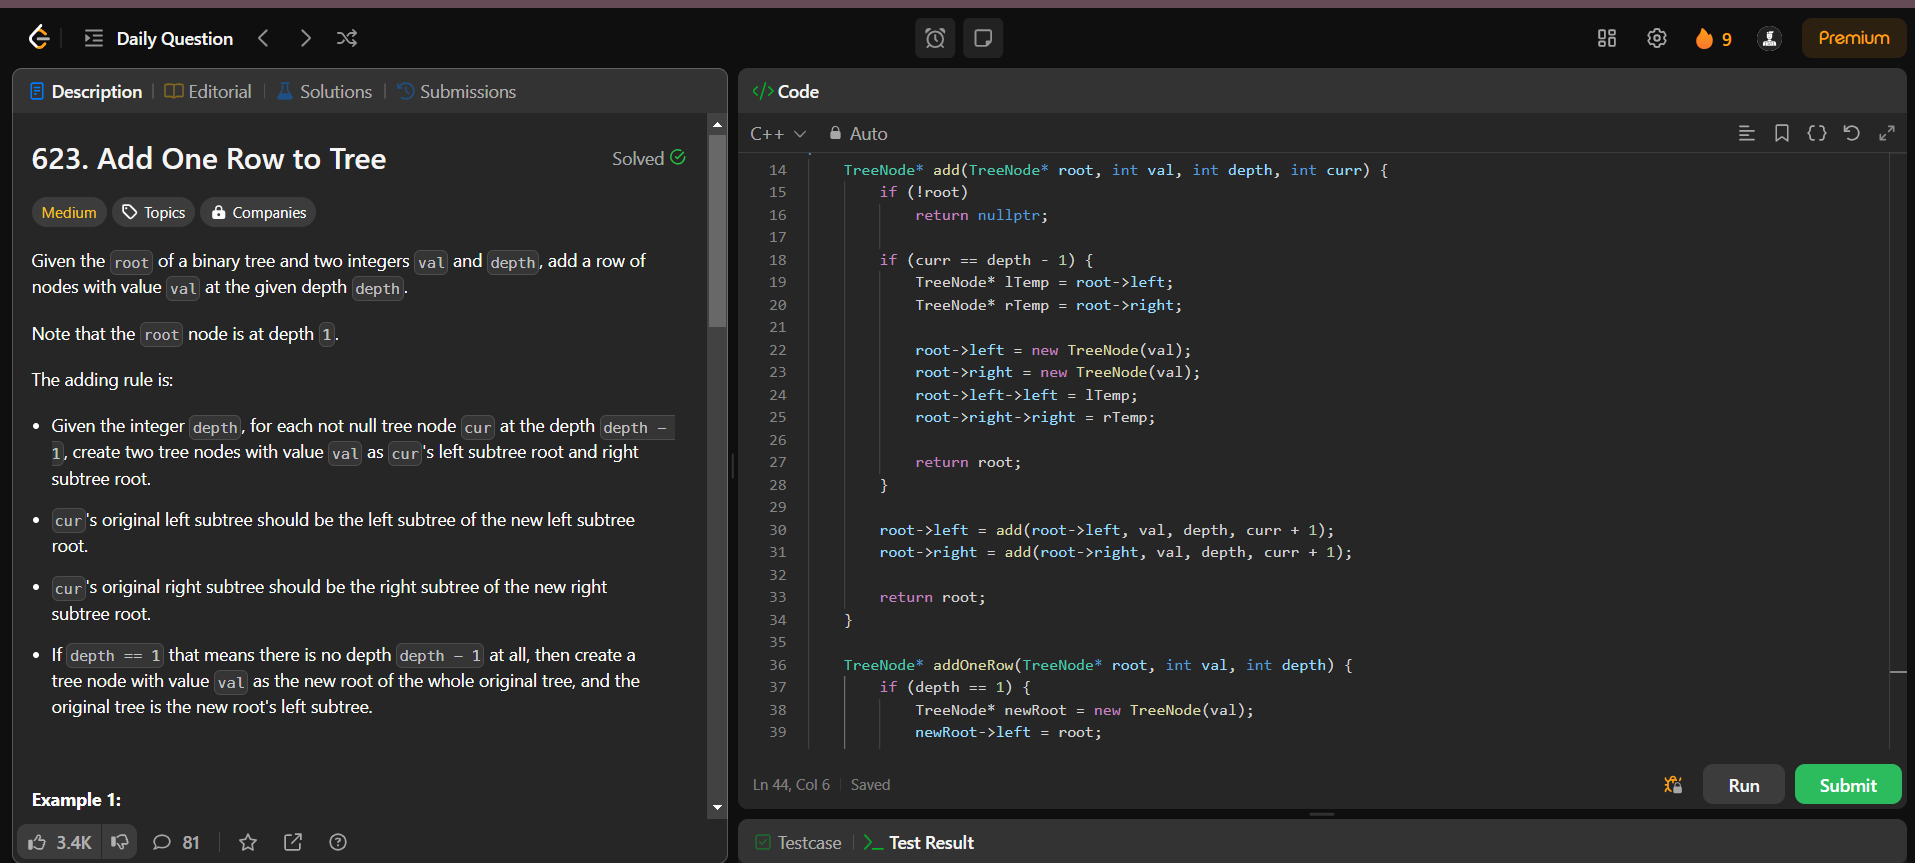 Daily Question
9
Premium
Description
Editorial
Solutions
Submissions
623. Add One Row to Tree
Solved
Medium
Topics
Companies
Given the root of a binary tree and two integers val and depth, add a row of
nodes with value val at the given depth depth.
Note that the root node is at depth 1.
The adding rule is:
• Given the integer depth, for each not null tree node cur at the depth depth −
1, create two tree nodes with value val as cur's left subtree root and right
subtree root.
• cur's original left subtree should be the left subtree of the new left subtree
root.
• cur's original right subtree should be the right subtree of the new right
subtree root.
• If depth == 1 that means there is no depth depth − 1 at all, then create a
tree node with value val as the new root of the whole original tree, and the
original tree is the new root's left subtree.
Example 1:
3.4K
81
</> Code
C++
Auto
14 TreeNode* add(TreeNode* root, int val, int depth, int curr) {
15 if (!root)
16 return nullptr;
17
18 if (curr == depth - 1) {
19 TreeNode* lTemp = root->left;
20 TreeNode* rTemp = root->right;
21
22 root->left = new TreeNode(val);
23 root->right = new TreeNode(val);
24 root->left->left = lTemp;
25 root->right->right = rTemp;
26
27 return root;
28 }
29
30 root->left = add(root->left, val, depth, curr + 1);
31 root->right = add(root->right, val, depth, curr + 1);
32
33 return root;
34 }
35
36 TreeNode* addOneRow(TreeNode* root, int val, int depth) {
37 if (depth == 1) {
38 TreeNode* newRoot = new TreeNode(val);
39 newRoot->left = root;
Ln 44, Col 6
Saved
Run
Submit
Testcase
Test Result